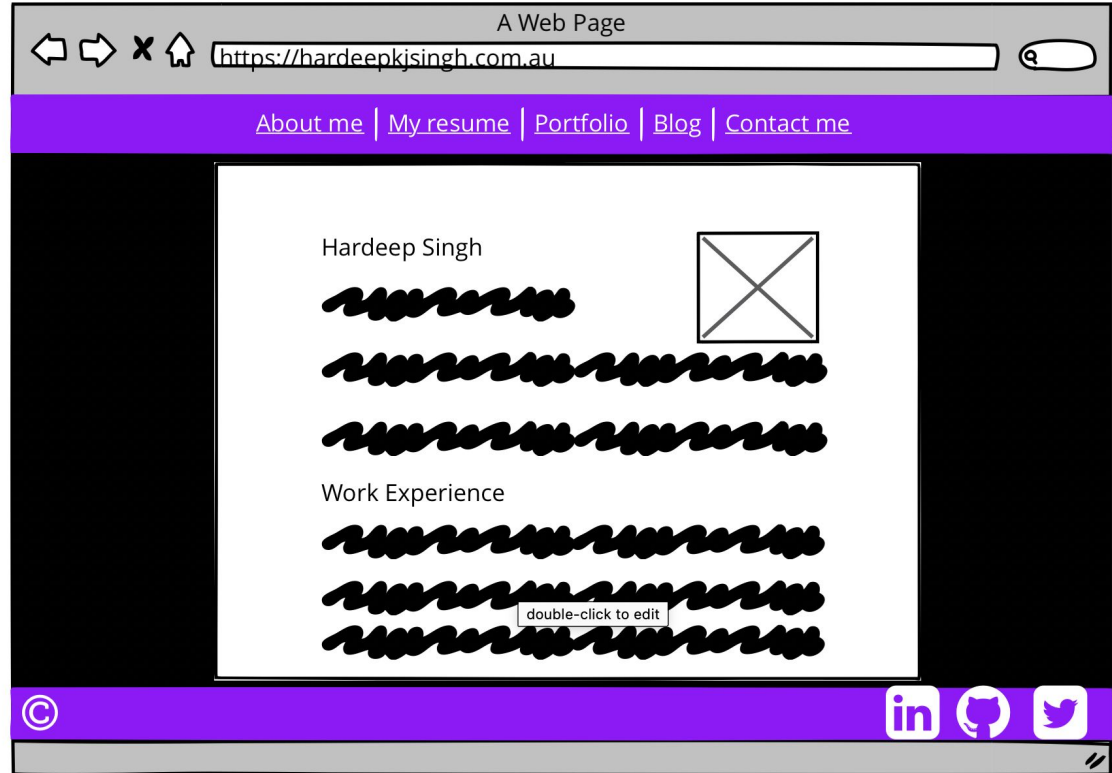 A Web Page
https://hardeepkjsingh.com.au
About me | My resume | Portfolio | Blog | Contact me
Hardeep Singh
Work Experience
double-click to edit
©
in